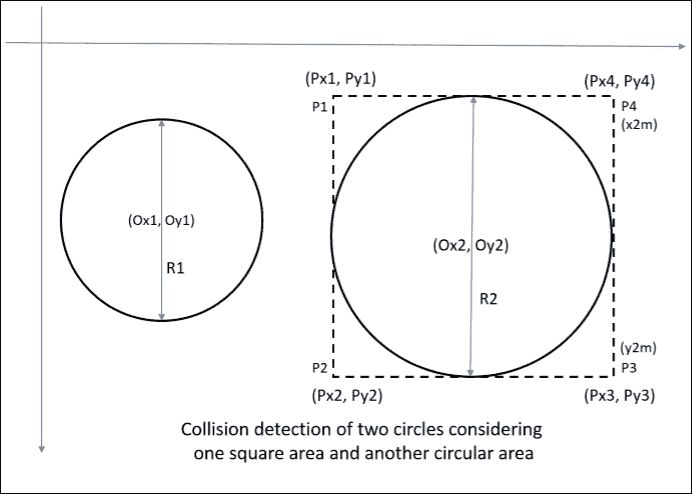 (Px1, Py1)
(Px4, Py4)
P1
P4
(x2m)
(Ox1, Oy1)
(Ox2, Oy2)
R1
R2
(y2m)
P2
P3
(Px2, Py2)
(Px3, Py3)
Collision detection of two circles considering
one square area and another circular area